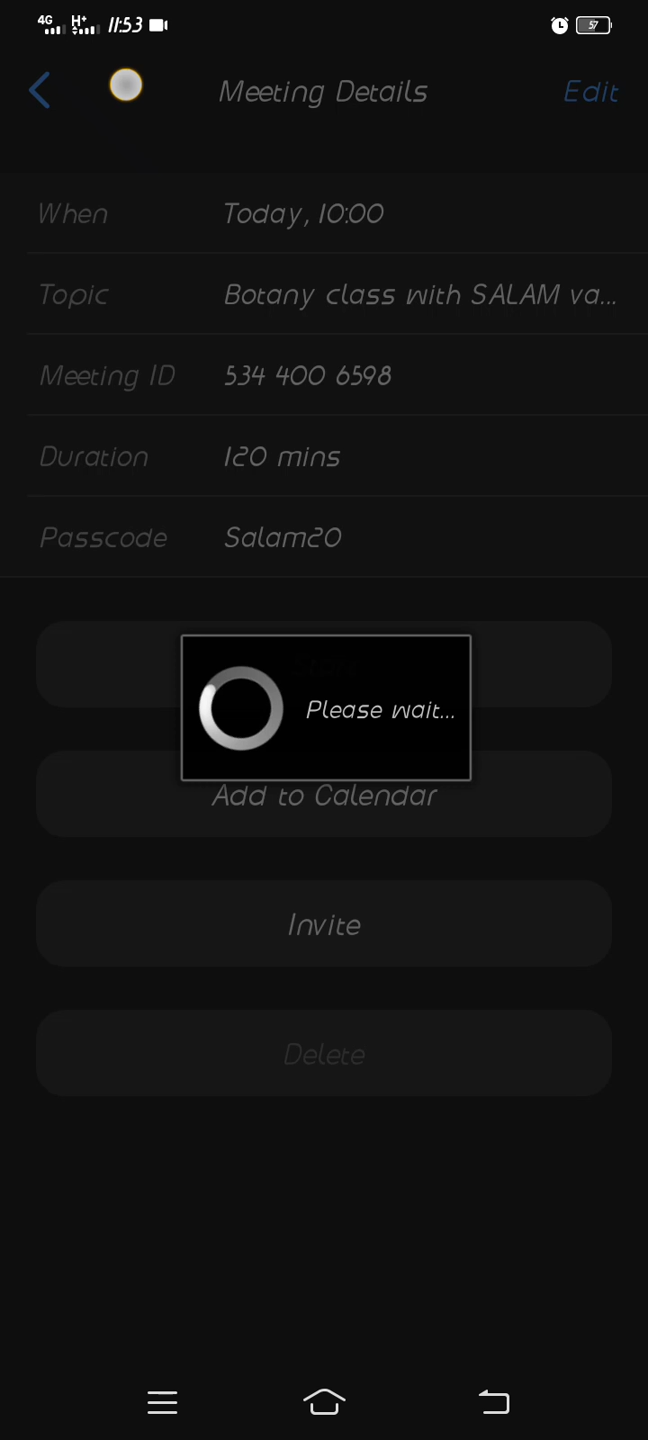 4G H+ 11:53 57
Meeting Details Edit
When Today, 10:00
Topic Botany class with SALAM va...
Meeting ID 534 400 6598
Duration 120 mins
Passcode Salam20
Please wait...
Add to Calendar
Invite
Delete